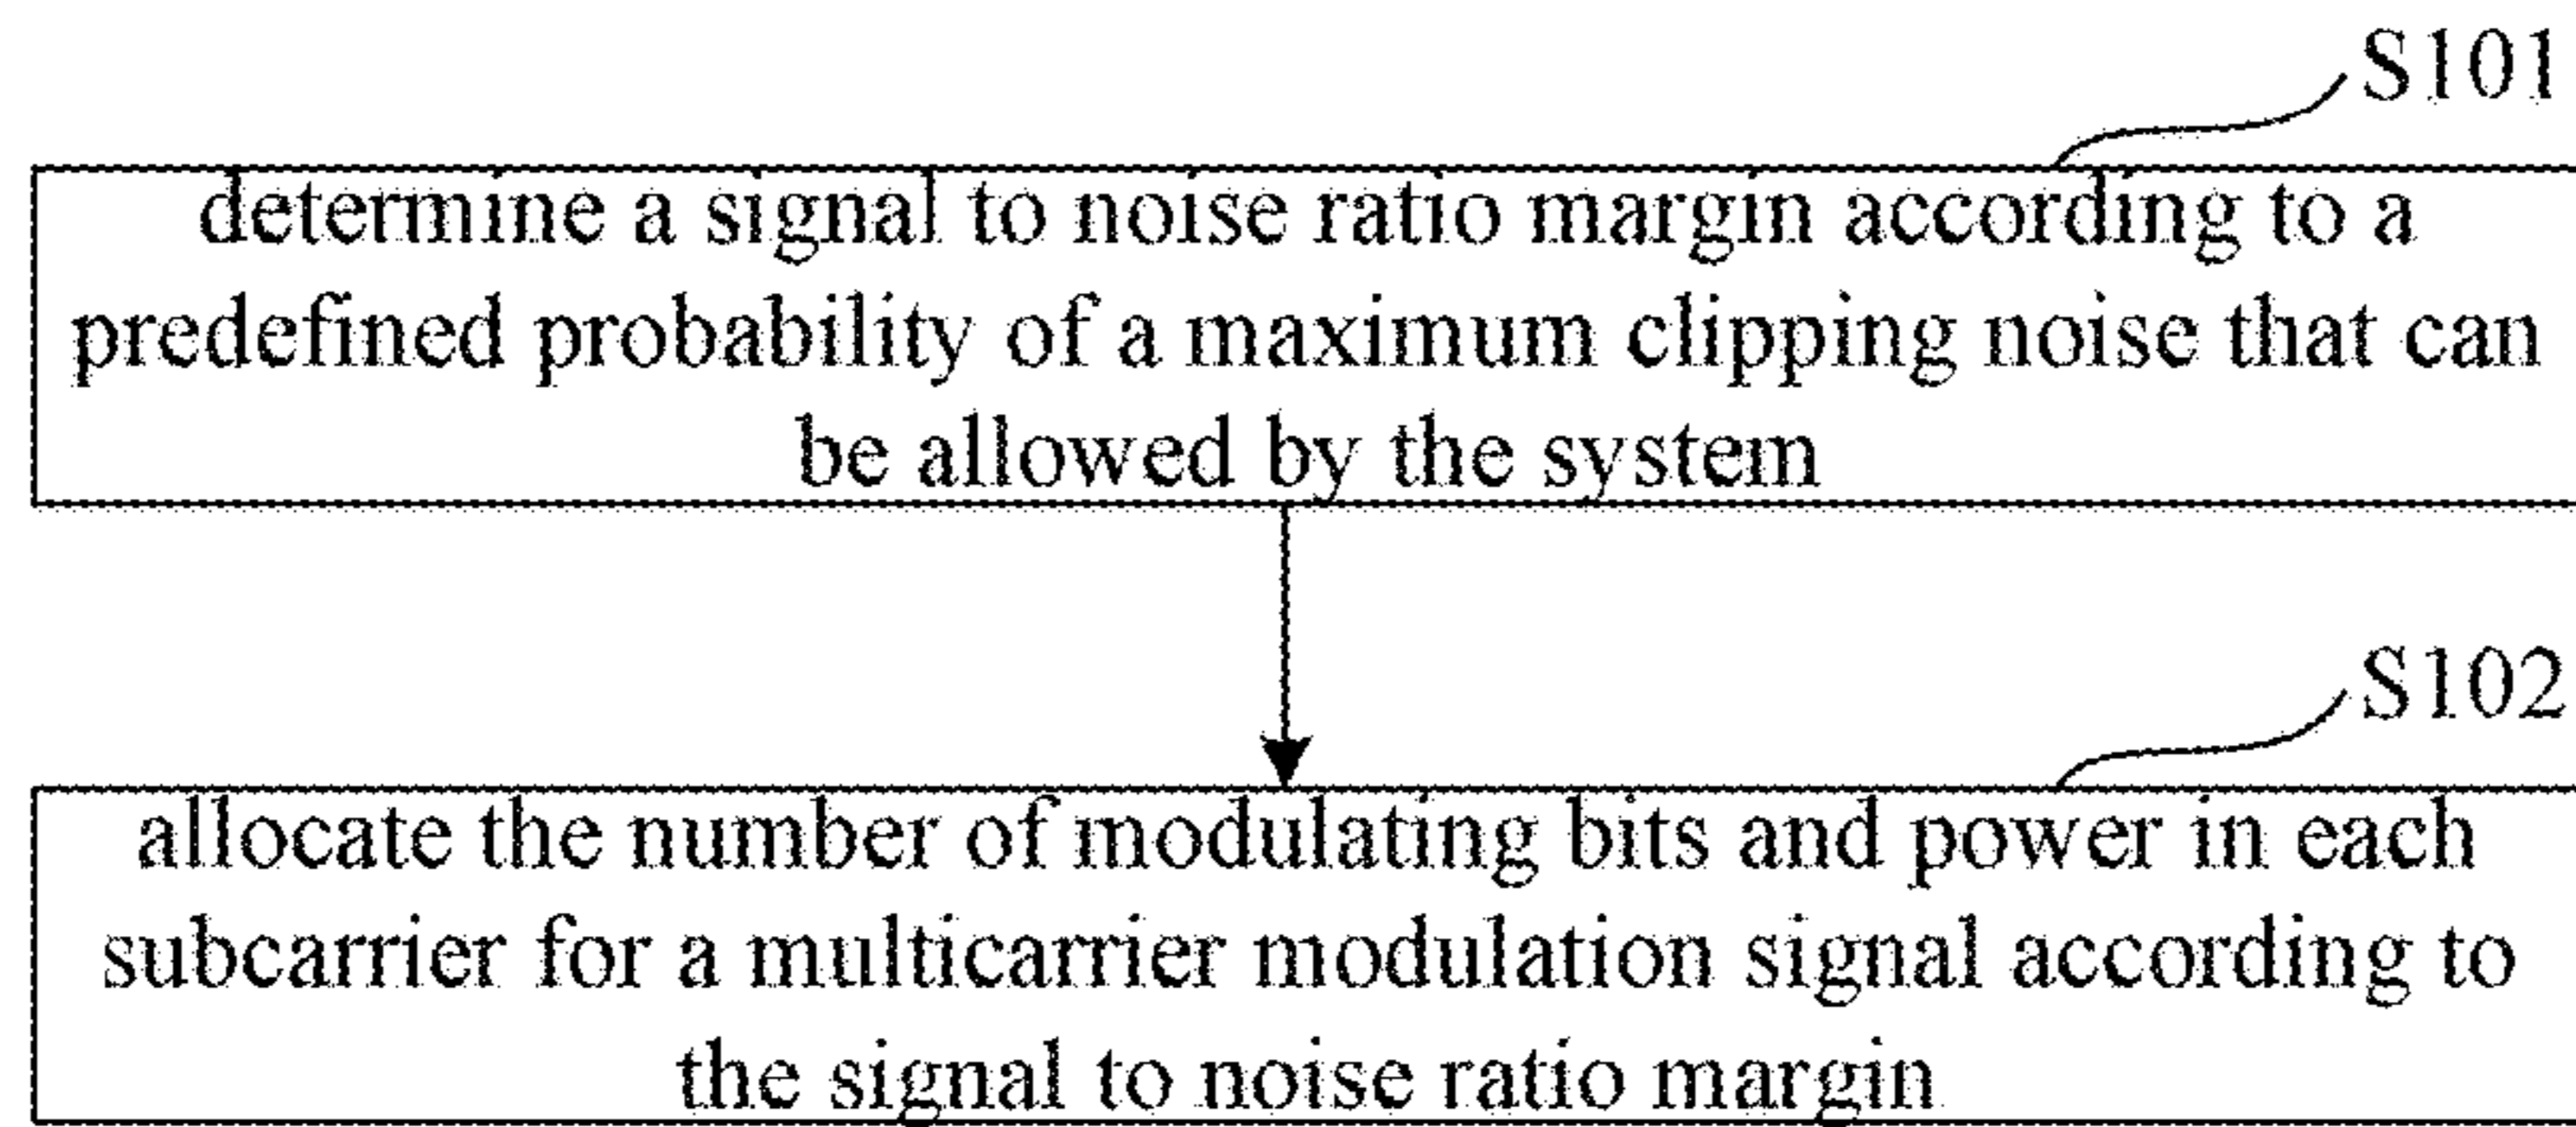 S101
determine a signal to noise ratio margin according to a
predefined probability of a maximum clipping noise that can
be allowed by the system
S102
allocate the number of modulating bits and power in each
subcarrier for a multicarrier modulation signal according to
the signal to noise ratio margin